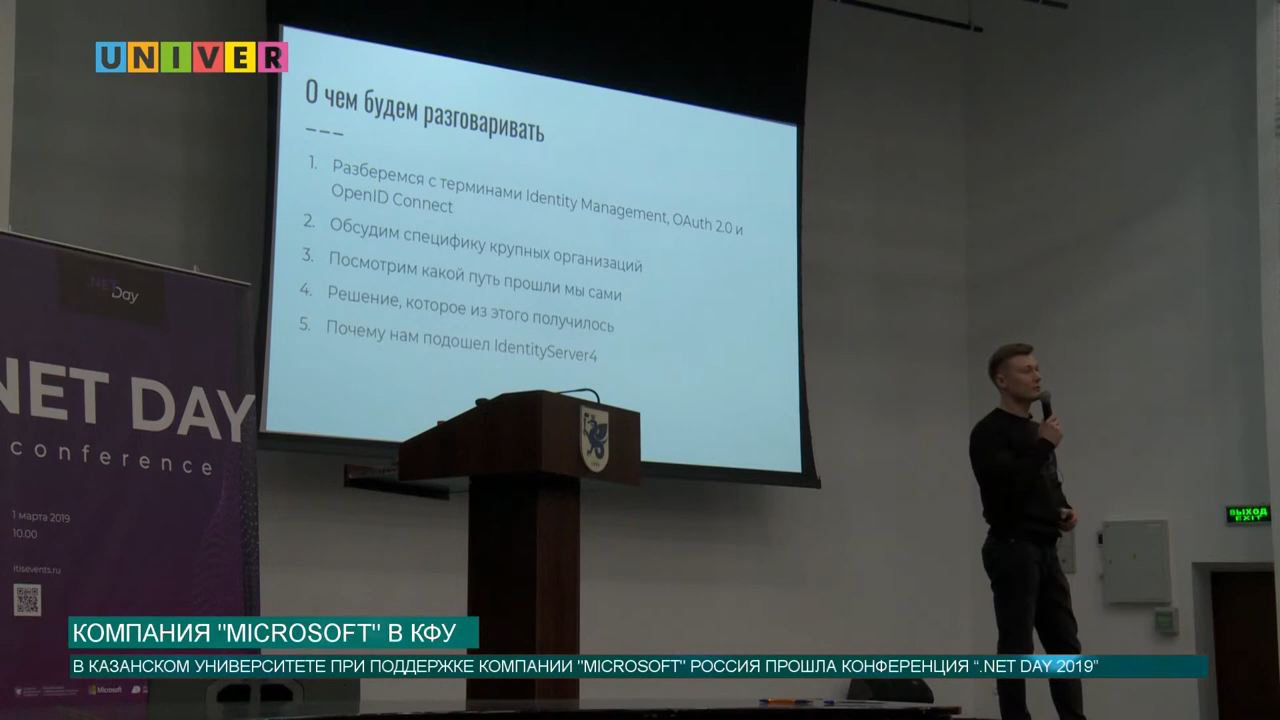 UNIVER
О чем будем разговаривать
1. Разберемся с терминами Identity Management, OAuth 2.0 и
OpenID Connect
2. Обсудим специфику крупных организаций
3. Посмотрим какой путь прошли мы сами
4. Решение, которое из этого получилось
5. Почему нам подошел IdentityServer4
.NET
Day
.NET DAY
conference
1 марта 2019
10.00
itisevents.ru
Microsoft
ВЫХОД
EXIT
КОМПАНИЯ "MICROSOFT" В КФУ
В КАЗАНСКОМ УНИВЕРСИТЕТЕ ПРИ ПОДДЕРЖКЕ КОМПАНИИ "MICROSOFT" РОССИЯ ПРОШЛА КОНФЕРЕНЦИЯ “.NET DAY 2019”